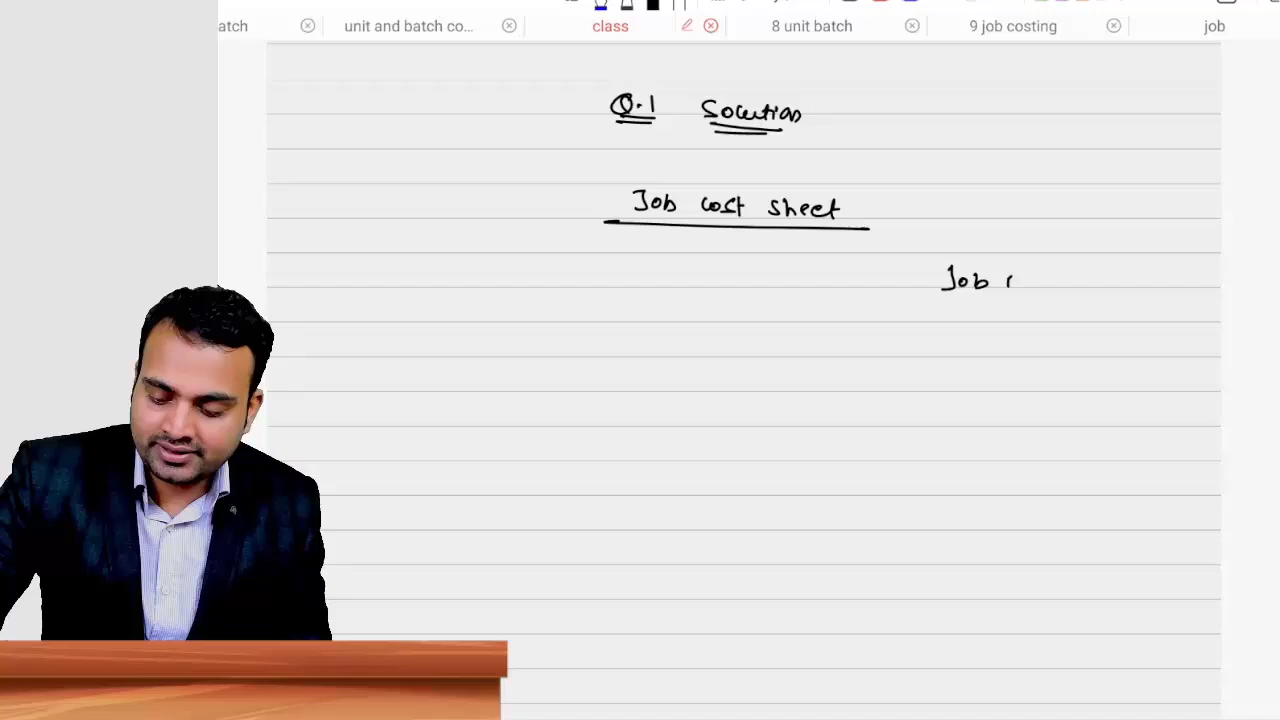 atch unit and batch co... class 8 unit batch 9 job costing job
Q.1 Solution
Job cost sheet
Job